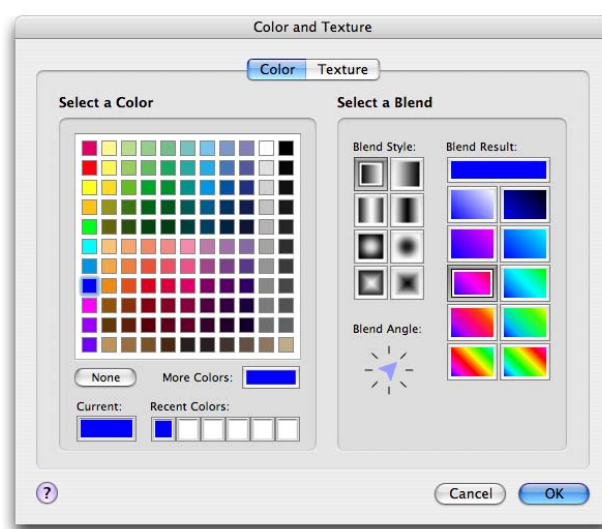 Color and Texture
Color Texture
Select a Color
Select a Blend
Blend Style:
Blend Result:
Blend Angle:
None
More Colors:
Current:
Recent Colors:
?
Cancel
OK